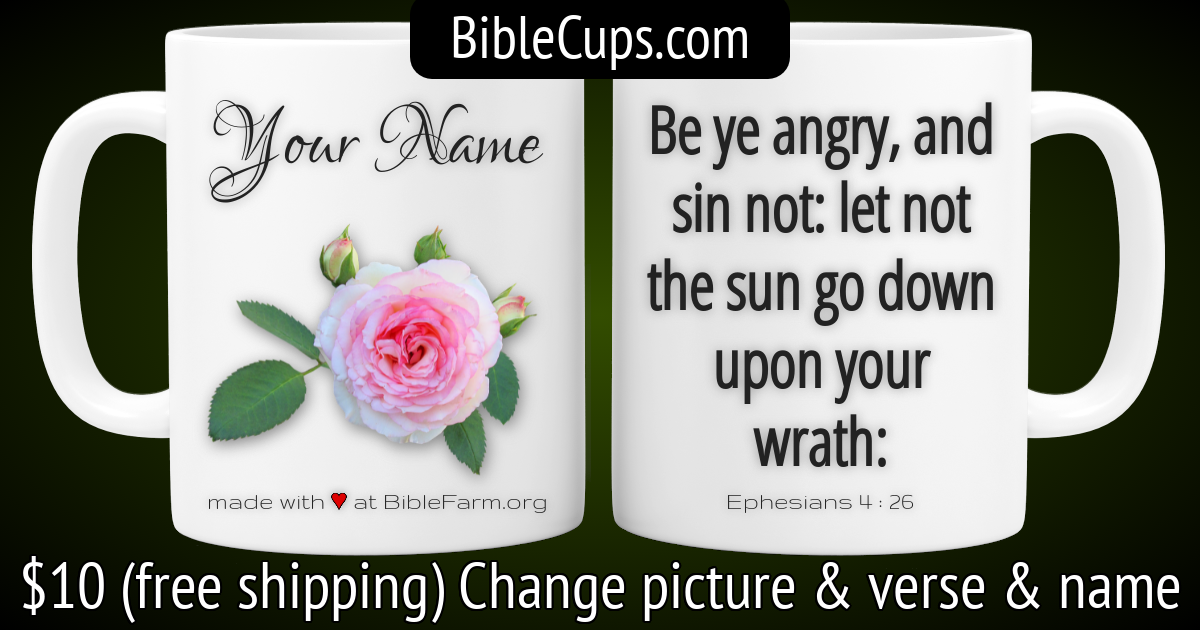 BibleCups.com
Your Name
made with ♥ at BibleFarm.org
Be ye angry, and
sin not: let not
the sun go down
upon your
wrath:
Ephesians 4 : 26
$10 (free shipping) Change picture & verse & name